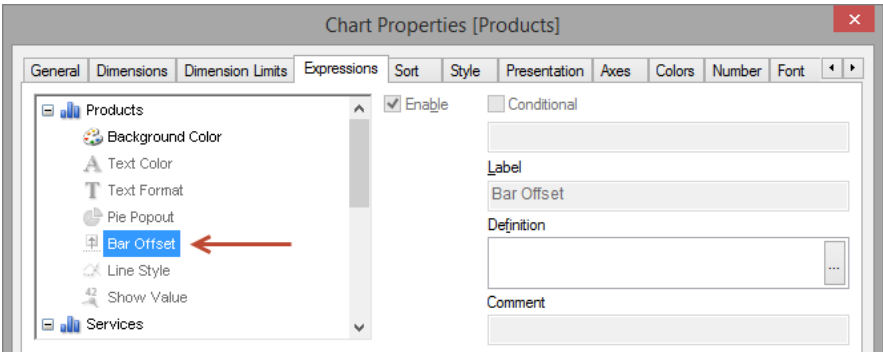 Chart Properties [Products]
General Dimensions Dimension Limits Expressions Sort Style Presentation Axes Colors Number Font
Products
Background Color
Text Color
Text Format
Pie Popout
Bar Offset
Line Style
42 Show Value
Services
Enable
Conditional
Label
Bar Offset
Definition
...
Comment